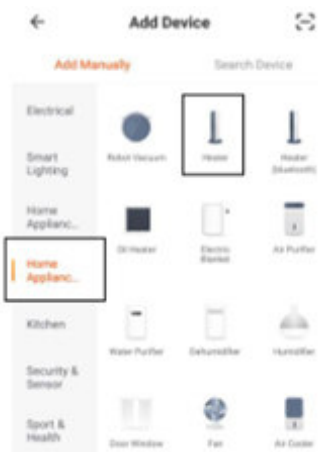 Add Device
Add Manually
Search Device
Electrical
Smart
Lighting
Home
Applianc...
Home
Applianc...
Kitchen
Security &
Sensor
Sport &
Health
Robot Vacuum
Heater
Heater
(Bluetooth)
Oil Heater
Electric
Blanket
Air Purifier
Water Purifier
Dehumidifier
Humidifier
Door Window
Fan
Air Cooler